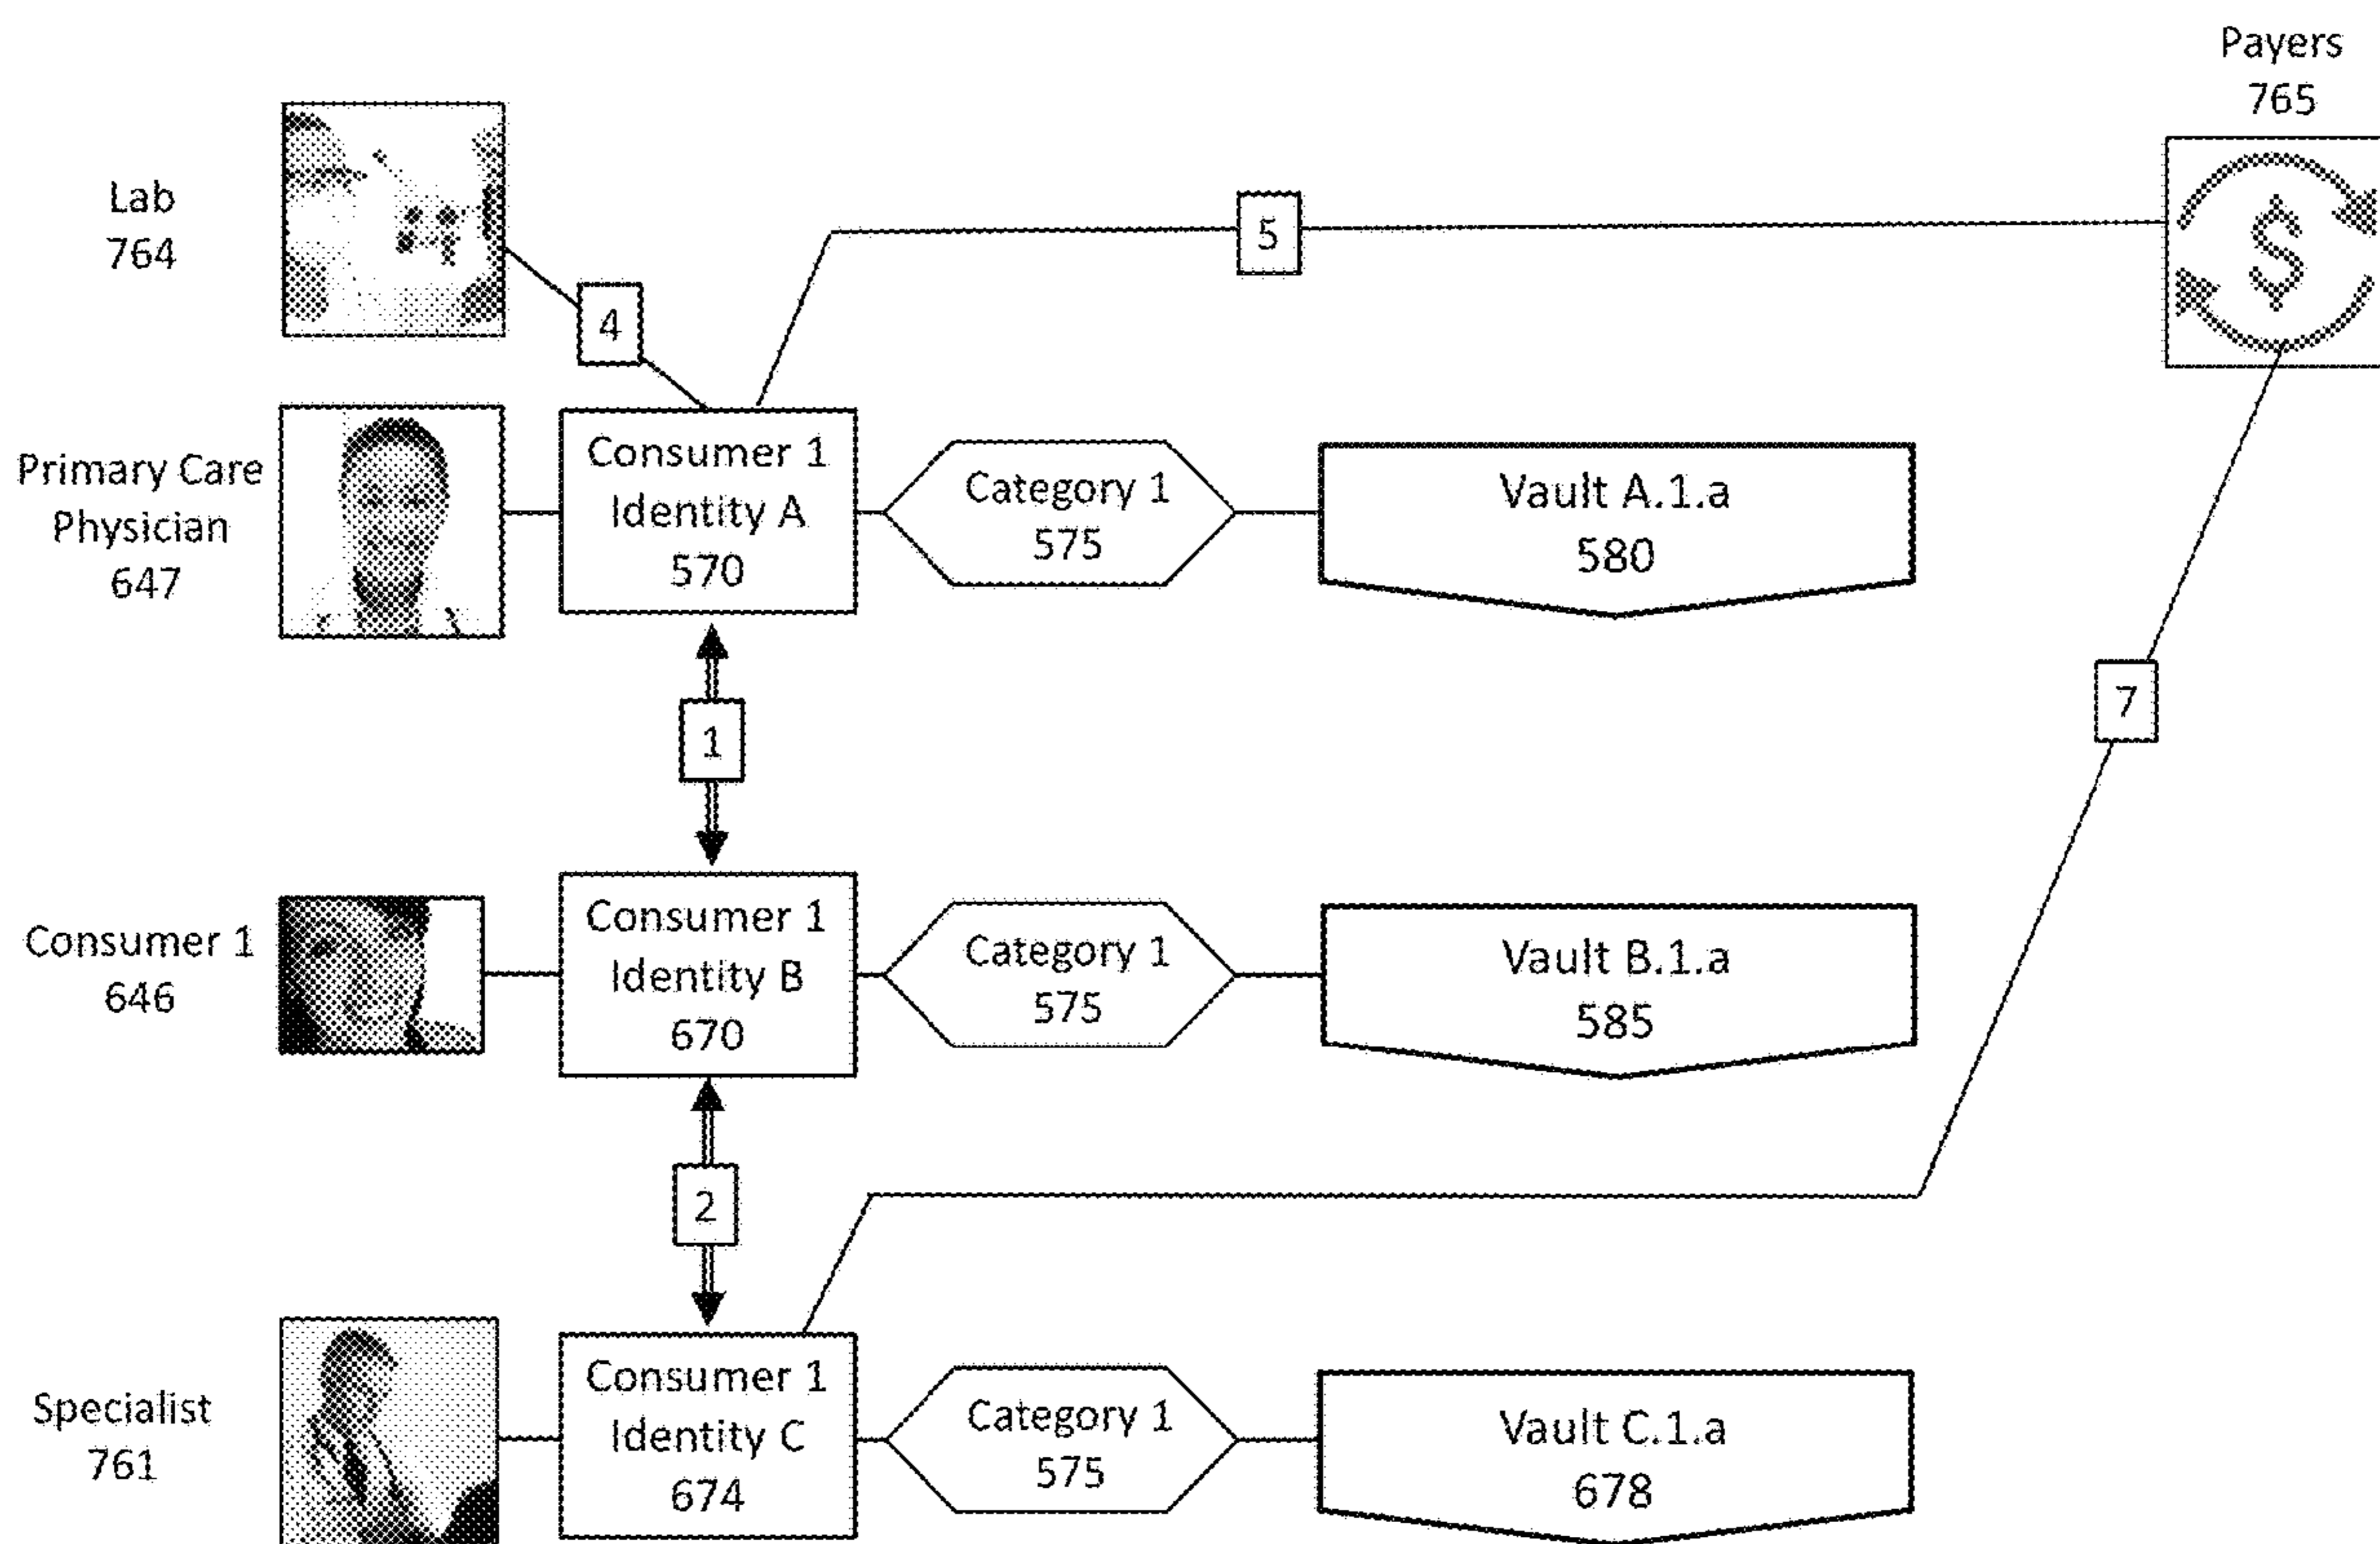 Payers
765
Lab
764
5
4
Primary Care
Physician
647
Consumer 1
Identity A
570
Category 1
575
Vault A.1.a
580
7
1
Consumer 1
646
Consumer 1
Identity B
670
Category 1
575
Vault B.1.a
585
2
Specialist
761
Consumer 1
Identity C
674
Category 1
575
Vault C.1.a
678
$